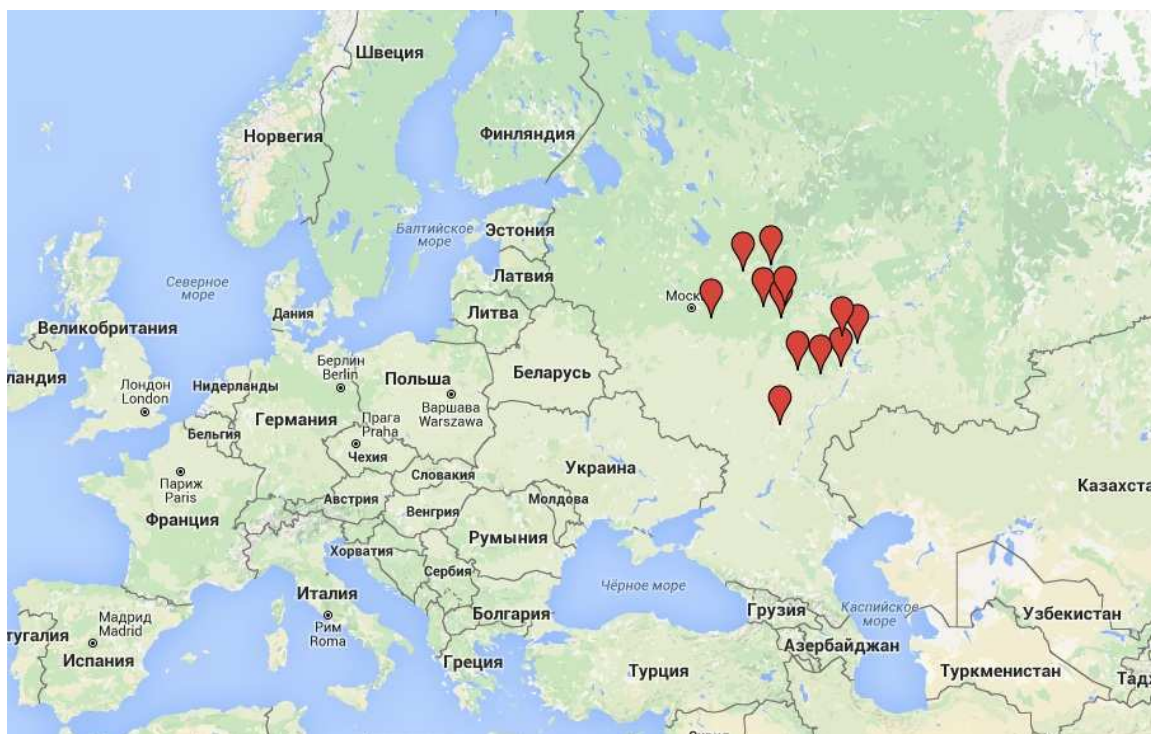 Швеция
Финляндия
Норвегия
Эстония
Балтийское
море
Латвия
Северное
море
Моск
Литва
Дания
Великобритания
Беларусь
Берлин
Berlin
Польша
ландия
Нидерланды
Лондон
London
Варшава
Warszawa
Германия
Прага
Praha
Бельгия
Чехия
Украина
Париж
Paris
Словакия
Казахста
Австрия
Молдова
Венгрия
Франция
Румыния
Хорватия
Сербия
Чёрное море
Италия
Каспийское
море
Грузия
Болгария
Узбекистан
Мадрид
Madrid
Рим
Roma
тугалия
Азербайджан
Испания
Греция
Турция
Туркменистан
Тадж